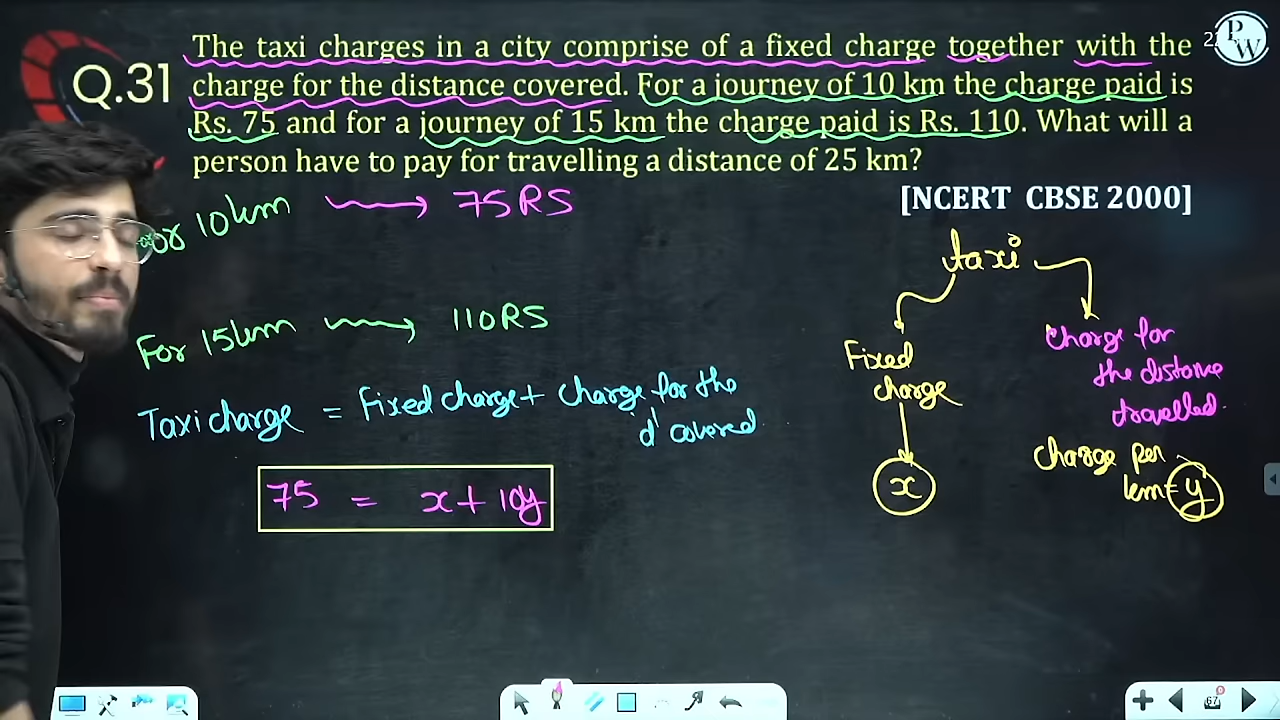 Q.31
The taxi charges in a city comprise of a fixed charge together with the
charge for the distance covered. For a journey of 10 km the charge paid is
Rs. 75 and for a journey of 15 km the charge paid is Rs. 110. What will a
person have to pay for travelling a distance of 25 km?
[NCERT CBSE 2000]
PW
10km → 75RS
For 15km → 110RS
Taxi charge = Fixed charge + Charge for the
'd' covered
75 = x + 10y
taxi
Fixed
charge
x
Charge for
the distance
travelled
Charge per
km = y
67